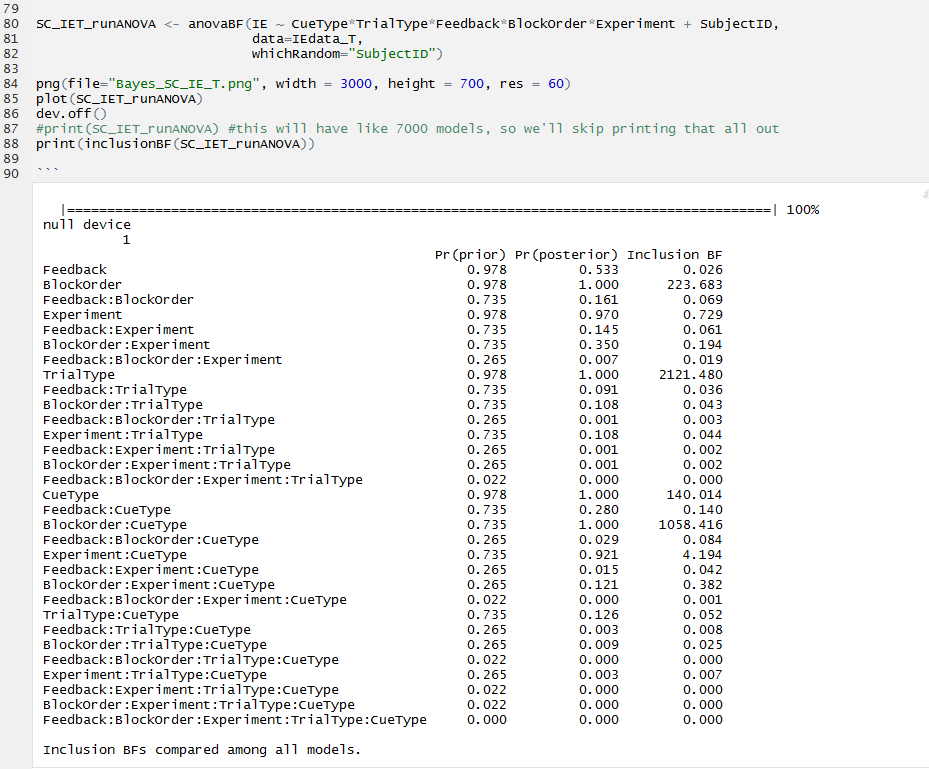 79
80 SC_IET_runANOVA <- anovaBF(IE ~ CueType*TrialType*Feedback*BlockOrder*Experiment + SubjectID,
81 data=IEdata_T,
82 whichRandom="SubjectID")
83
84 png(file="Bayes_SC_IE_T.png", width = 3000, height = 700, res = 60)
85 plot(SC_IET_runANOVA)
86 dev.off()
87 #print(SC_IET_runANOVA) #this will have like 7000 models, so we'll skip printing that all out
88 print(inclusionBF(SC_IET_runANOVA))
89
90 ```
|======================================================================================| 100%
null device
1
Pr(prior) Pr(posterior) Inclusion BF
Feedback 0.978 0.533 0.026
BlockOrder 0.978 1.000 223.683
Feedback:BlockOrder 0.735 0.161 0.069
Experiment 0.978 0.970 0.729
Feedback:Experiment 0.735 0.145 0.061
BlockOrder:Experiment 0.735 0.350 0.194
Feedback:BlockOrder:Experiment 0.265 0.007 0.019
TrialType 0.978 1.000 2121.480
Feedback:TrialType 0.735 0.091 0.036
BlockOrder:TrialType 0.735 0.108 0.043
Feedback:BlockOrder:TrialType 0.265 0.001 0.003
Experiment:TrialType 0.735 0.108 0.044
Feedback:Experiment:TrialType 0.265 0.001 0.002
BlockOrder:Experiment:TrialType 0.265 0.001 0.002
Feedback:BlockOrder:Experiment:TrialType 0.022 0.000 0.000
CueType 0.978 1.000 140.014
Feedback:CueType 0.735 0.280 0.140
BlockOrder:CueType 0.735 1.000 1058.416
Feedback:BlockOrder:CueType 0.265 0.029 0.084
Experiment:CueType 0.735 0.921 4.194
Feedback:Experiment:CueType 0.265 0.015 0.042
BlockOrder:Experiment:CueType 0.265 0.121 0.382
Feedback:BlockOrder:Experiment:CueType 0.022 0.000 0.001
TrialType:CueType 0.735 0.126 0.052
Feedback:TrialType:CueType 0.265 0.003 0.008
BlockOrder:TrialType:CueType 0.265 0.009 0.025
Feedback:BlockOrder:TrialType:CueType 0.022 0.000 0.000
Experiment:TrialType:CueType 0.265 0.003 0.007
Feedback:Experiment:TrialType:CueType 0.022 0.000 0.000
BlockOrder:Experiment:TrialType:CueType 0.022 0.000 0.000
Feedback:BlockOrder:Experiment:TrialType:CueType 0.000 0.000 0.000
Inclusion BFs compared among all models.